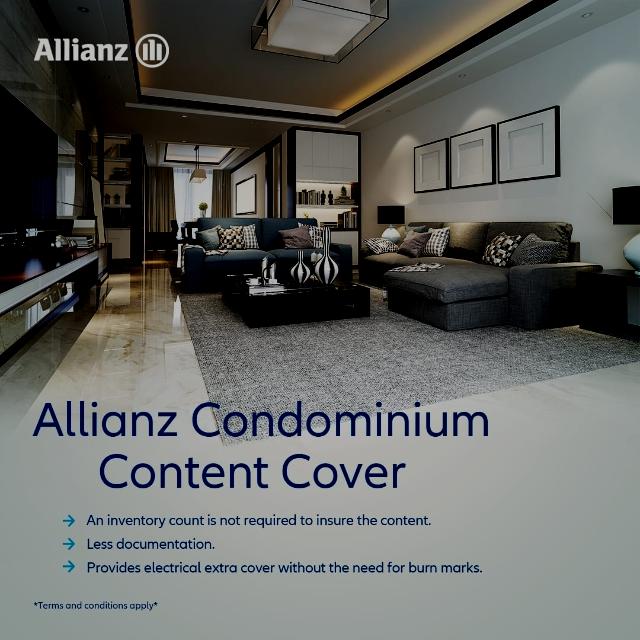 Allianz
Allianz Condominium
Content Cover
An inventory count is not required to insure the content.
Less documentation.
Provides electrical extra cover without the need for burn marks.
*Terms and conditions apply*